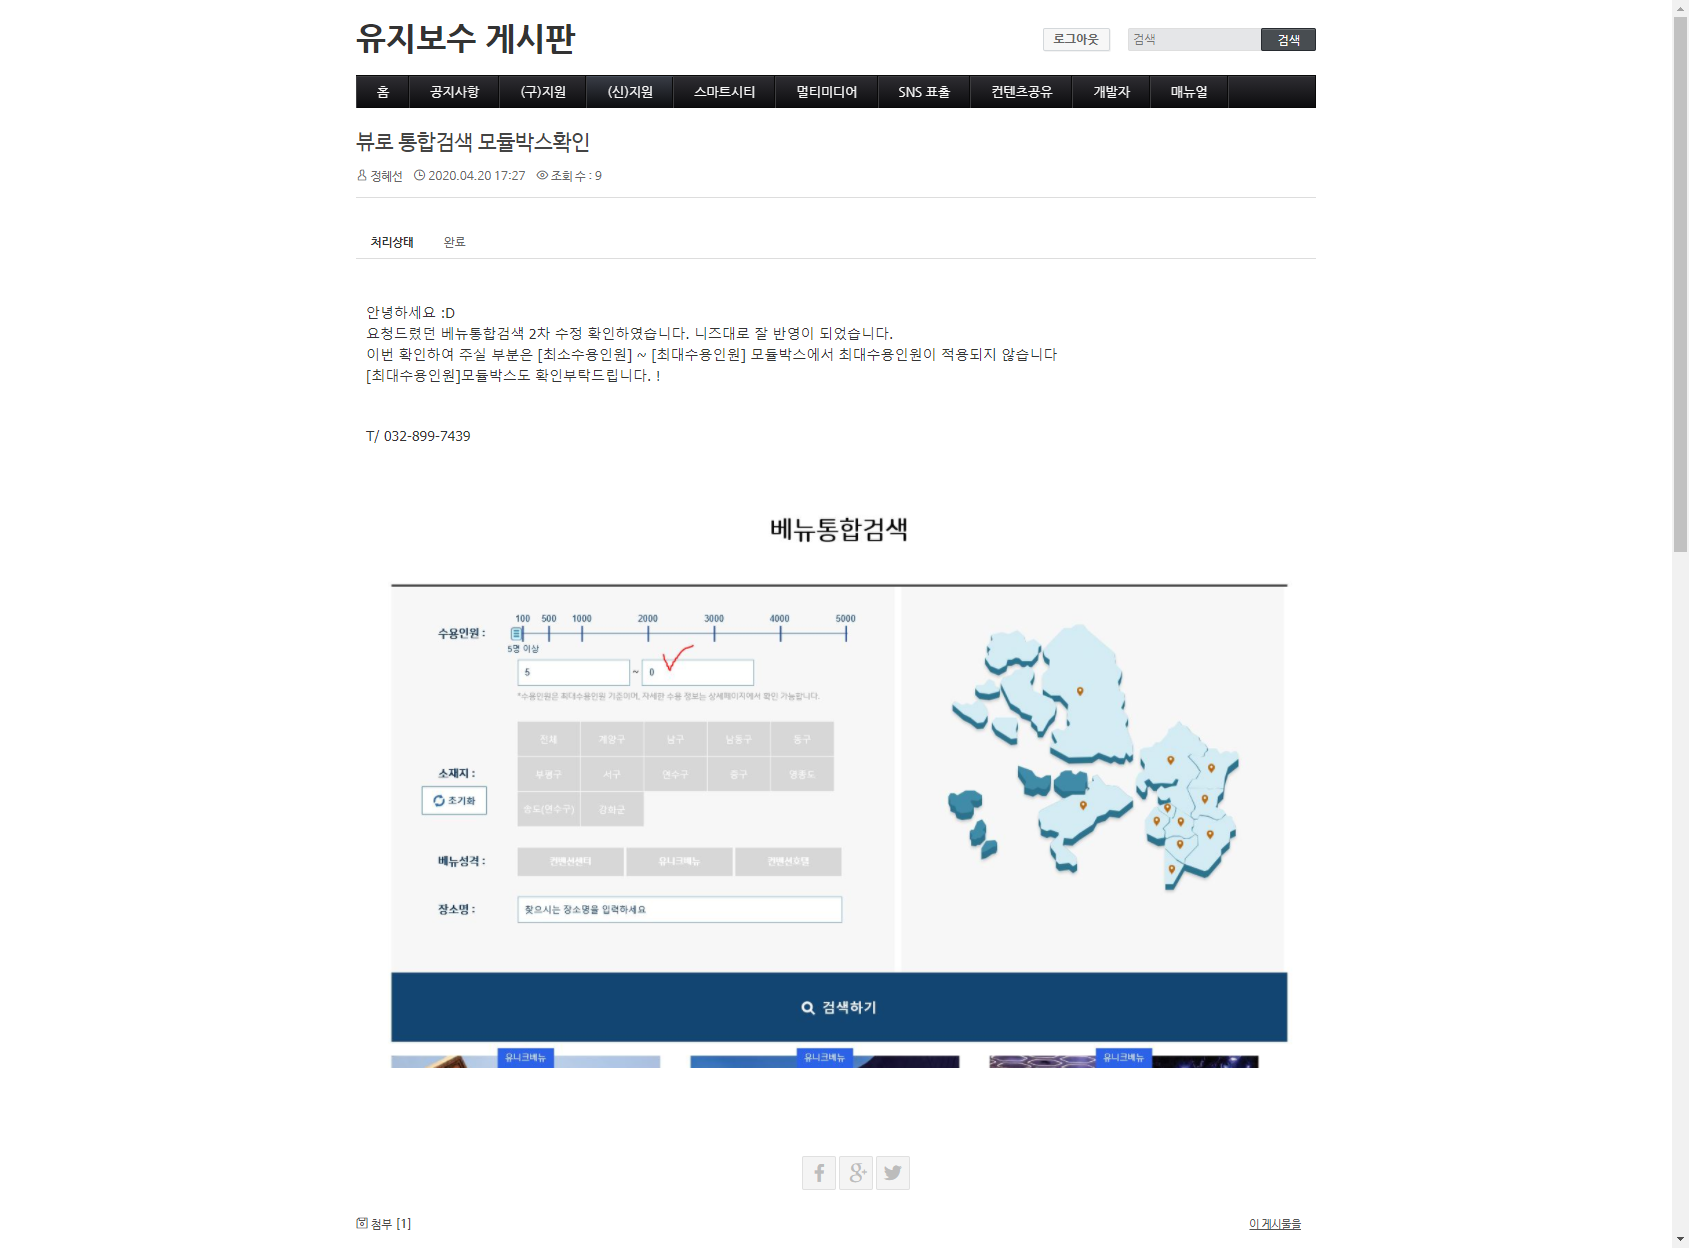 유지보수 게시판
로그아웃 검색 검색
홈 공지사항 (구)지원 (신)지원 스마트시티 멀티미디어 SNS 표출 컨텐츠공유 개발자 매뉴얼
뷰로 통합검색 모듈박스확인
정혜선 2020.04.20 17:27 조회 수 : 9
처리상태 완료
안녕하세요 :D
요청드렸던 베뉴통합검색 2차 수정 확인하였습니다. 니즈대로 잘 반영이 되었습니다.
이번 확인하여 주실 부분은 [최소수용인원] ~ [최대수용인원] 모듈박스에서 최대수용인원이 적용되지 않습니다
[최대수용인원]모듈박스도 확인부탁드립니다. !
T/ 032-899-7439
베뉴통합검색
100 500 1000 2000 3000 4000 5000
수용인원 :
5명 이상
5 ~ 0
*수용인원은 최대수용인원 기준이며, 자세한 수용 정보는 상세페이지에서 확인 가능합니다.
전체 계양구 남구 남동구 동구
소재지 :
부평구 서구 연수구 중구 영종도
초기화
송도(연수구) 강화군
베뉴성격 : 컨벤션센터 유니크베뉴 컨벤션호텔
장소명 : 찾으시는 장소명을 입력하세요
검색하기
유니크베뉴 유니크베뉴 유니크베뉴
첨부 [1]
이 게시물을